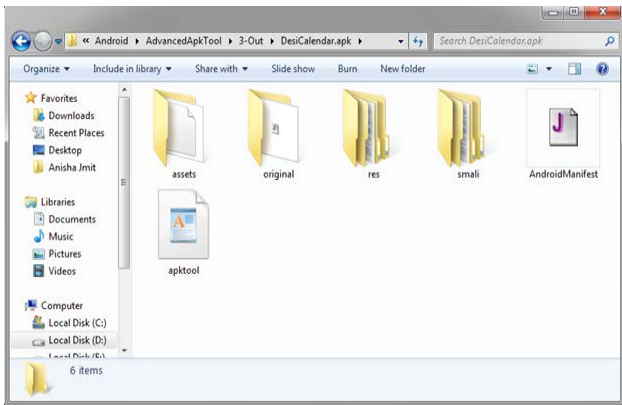 « Android ▸ AdvancedApkTool ▸ 3-Out ▸ DesiCalendar.apk ▸
Search DesiCalendar.apk
Organize ▾ Include in library ▾ Share with ▾ Slide show Burn New folder
Favorites
Downloads
Recent Places
Desktop
Anisha Jmit
Libraries
Documents
Music
Pictures
Videos
Computer
Local Disk (C:)
Local Disk (D:)
assets original res smali AndroidManifest
apktool
6 items